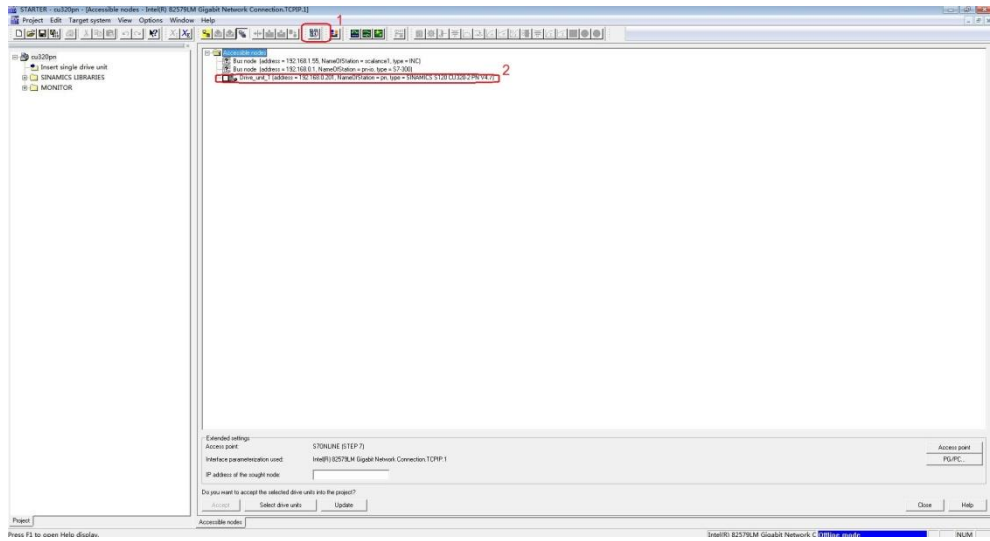 STARTER - cu320pn - [Accessible nodes - Intel(R) 82579LM Gigabit Network Connection.TCPIP.1]
Project Edit Target system View Options Window Help
1
cu320pn
Insert single drive unit
SINAMICS LIBRARIES
MONITOR
Accessible nodes
Bus node (address = 192.168.1.55, NameOfStation = scalance1, type = INC)
Bus node (address = 192.168.0.1, NameOfStation = pn-io, type = S7-300)
Drive_unit_1 (address = 192.168.0.201, NameOfStation = pn, type = SINAMICS S120 CU320-2 PN V4.7)
2
Extended settings
Access point: S7ONLINE (STEP 7)
Access point
Interface parameterization used: Intel(R) 82579LM Gigabit Network Connection.TCPIP.1
PG/PC...
IP address of the sought node:
Do you want to accept the selected drive units into the project?
Accept Select drive units Update Close Help
Project Accessible nodes
Press F1 to open Help display. Intel(R) 82579LM Gigabit Network C Offline mode NUM